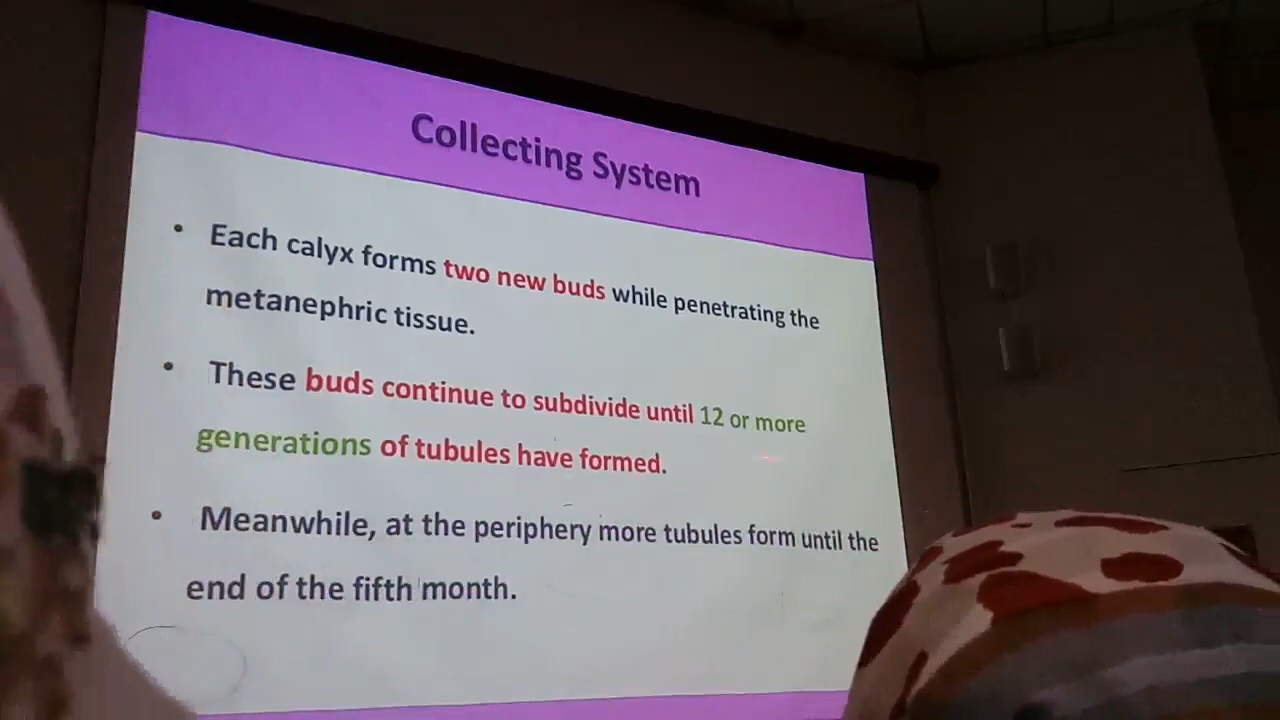 Collecting System
• Each calyx forms two new buds while penetrating the
metanephric tissue.
• These buds continue to subdivide until 12 or more
generations of tubules have formed.
• Meanwhile, at the periphery more tubules form until the
end of the fifth month.